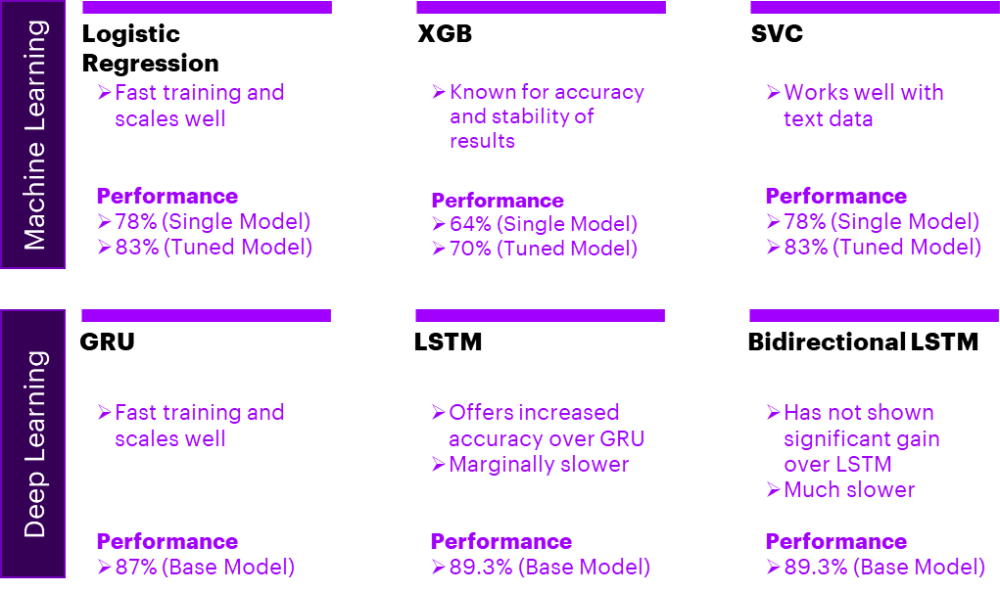 Machine Learning
Logistic
Regression
➢Fast training and
scales well
Performance
➢78% (Single Model)
➢83% (Tuned Model)
XGB
➢Known for accuracy
and stability of
results
Performance
➢64% (Single Model)
➢70% (Tuned Model)
SVC
➢Works well with
text data
Performance
➢78% (Single Model)
➢83% (Tuned Model)
Deep Learning
GRU
➢Fast training and
scales well
Performance
➢87% (Base Model)
LSTM
➢Offers increased
accuracy over GRU
➢Marginally slower
Performance
➢89.3% (Base Model)
Bidirectional LSTM
➢Has not shown
significant gain
over LSTM
➢Much slower
Performance
➢89.3% (Base Model)